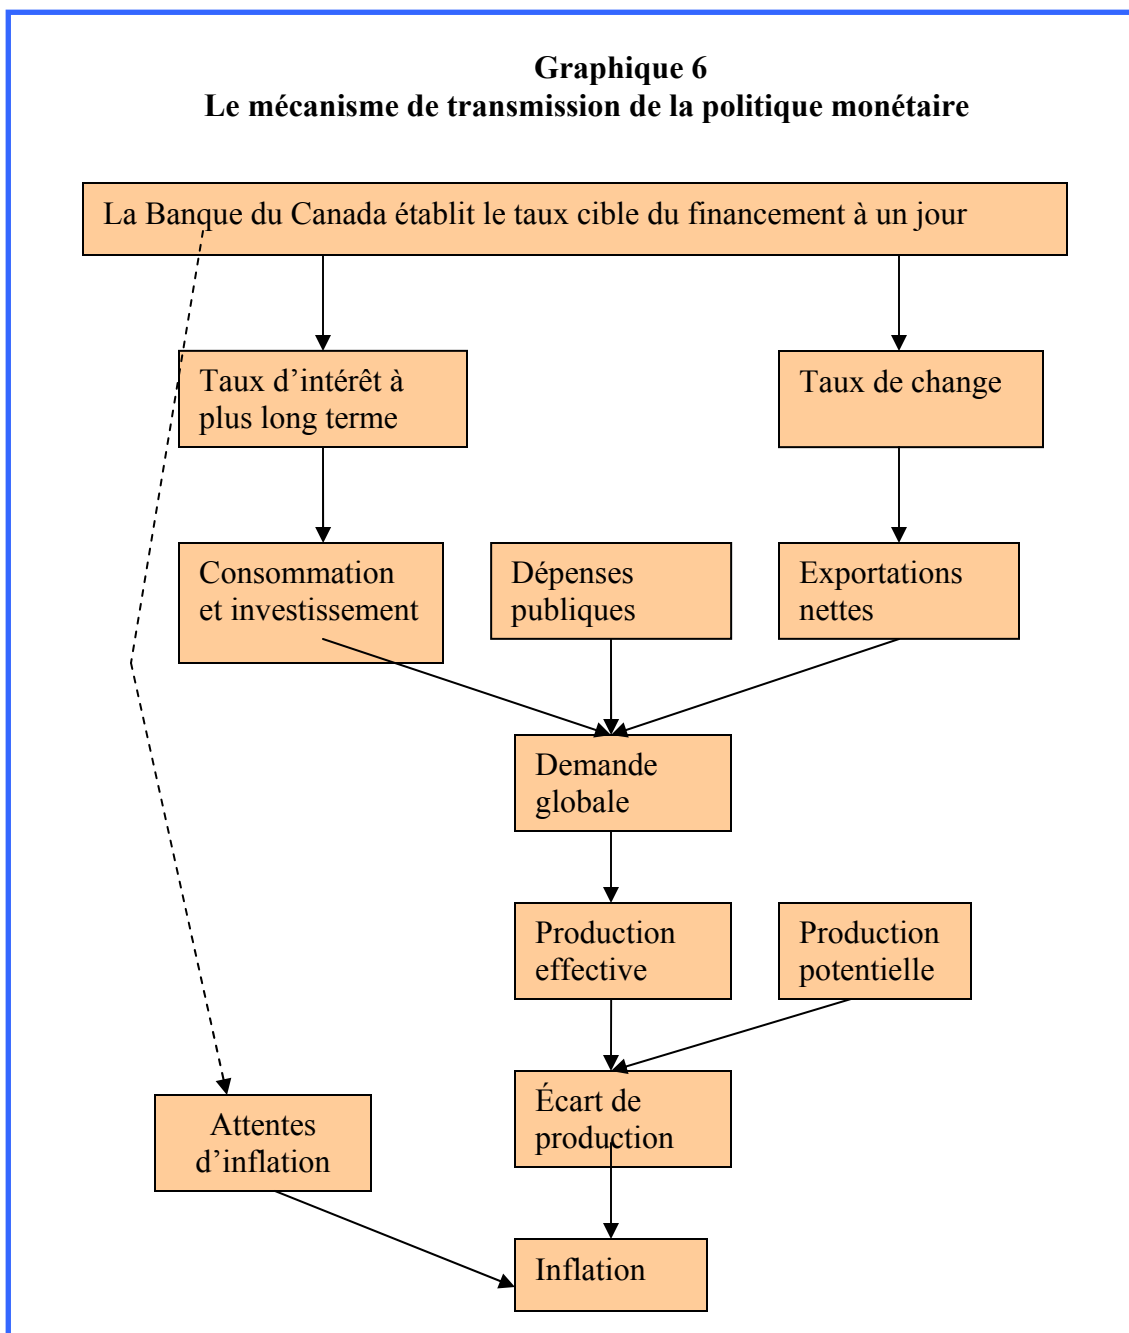 Graphique 6
Le mécanisme de transmission de la politique monétaire
La Banque du Canada établit le taux cible du financement à un jour
Taux d’intérêt à
plus long terme
Taux de change
Consommation
et investissement
Dépenses
publiques
Exportations
nettes
Demande
globale
Production
effective
Production
potentielle
Écart de
production
Attentes
d’inflation
Inflation